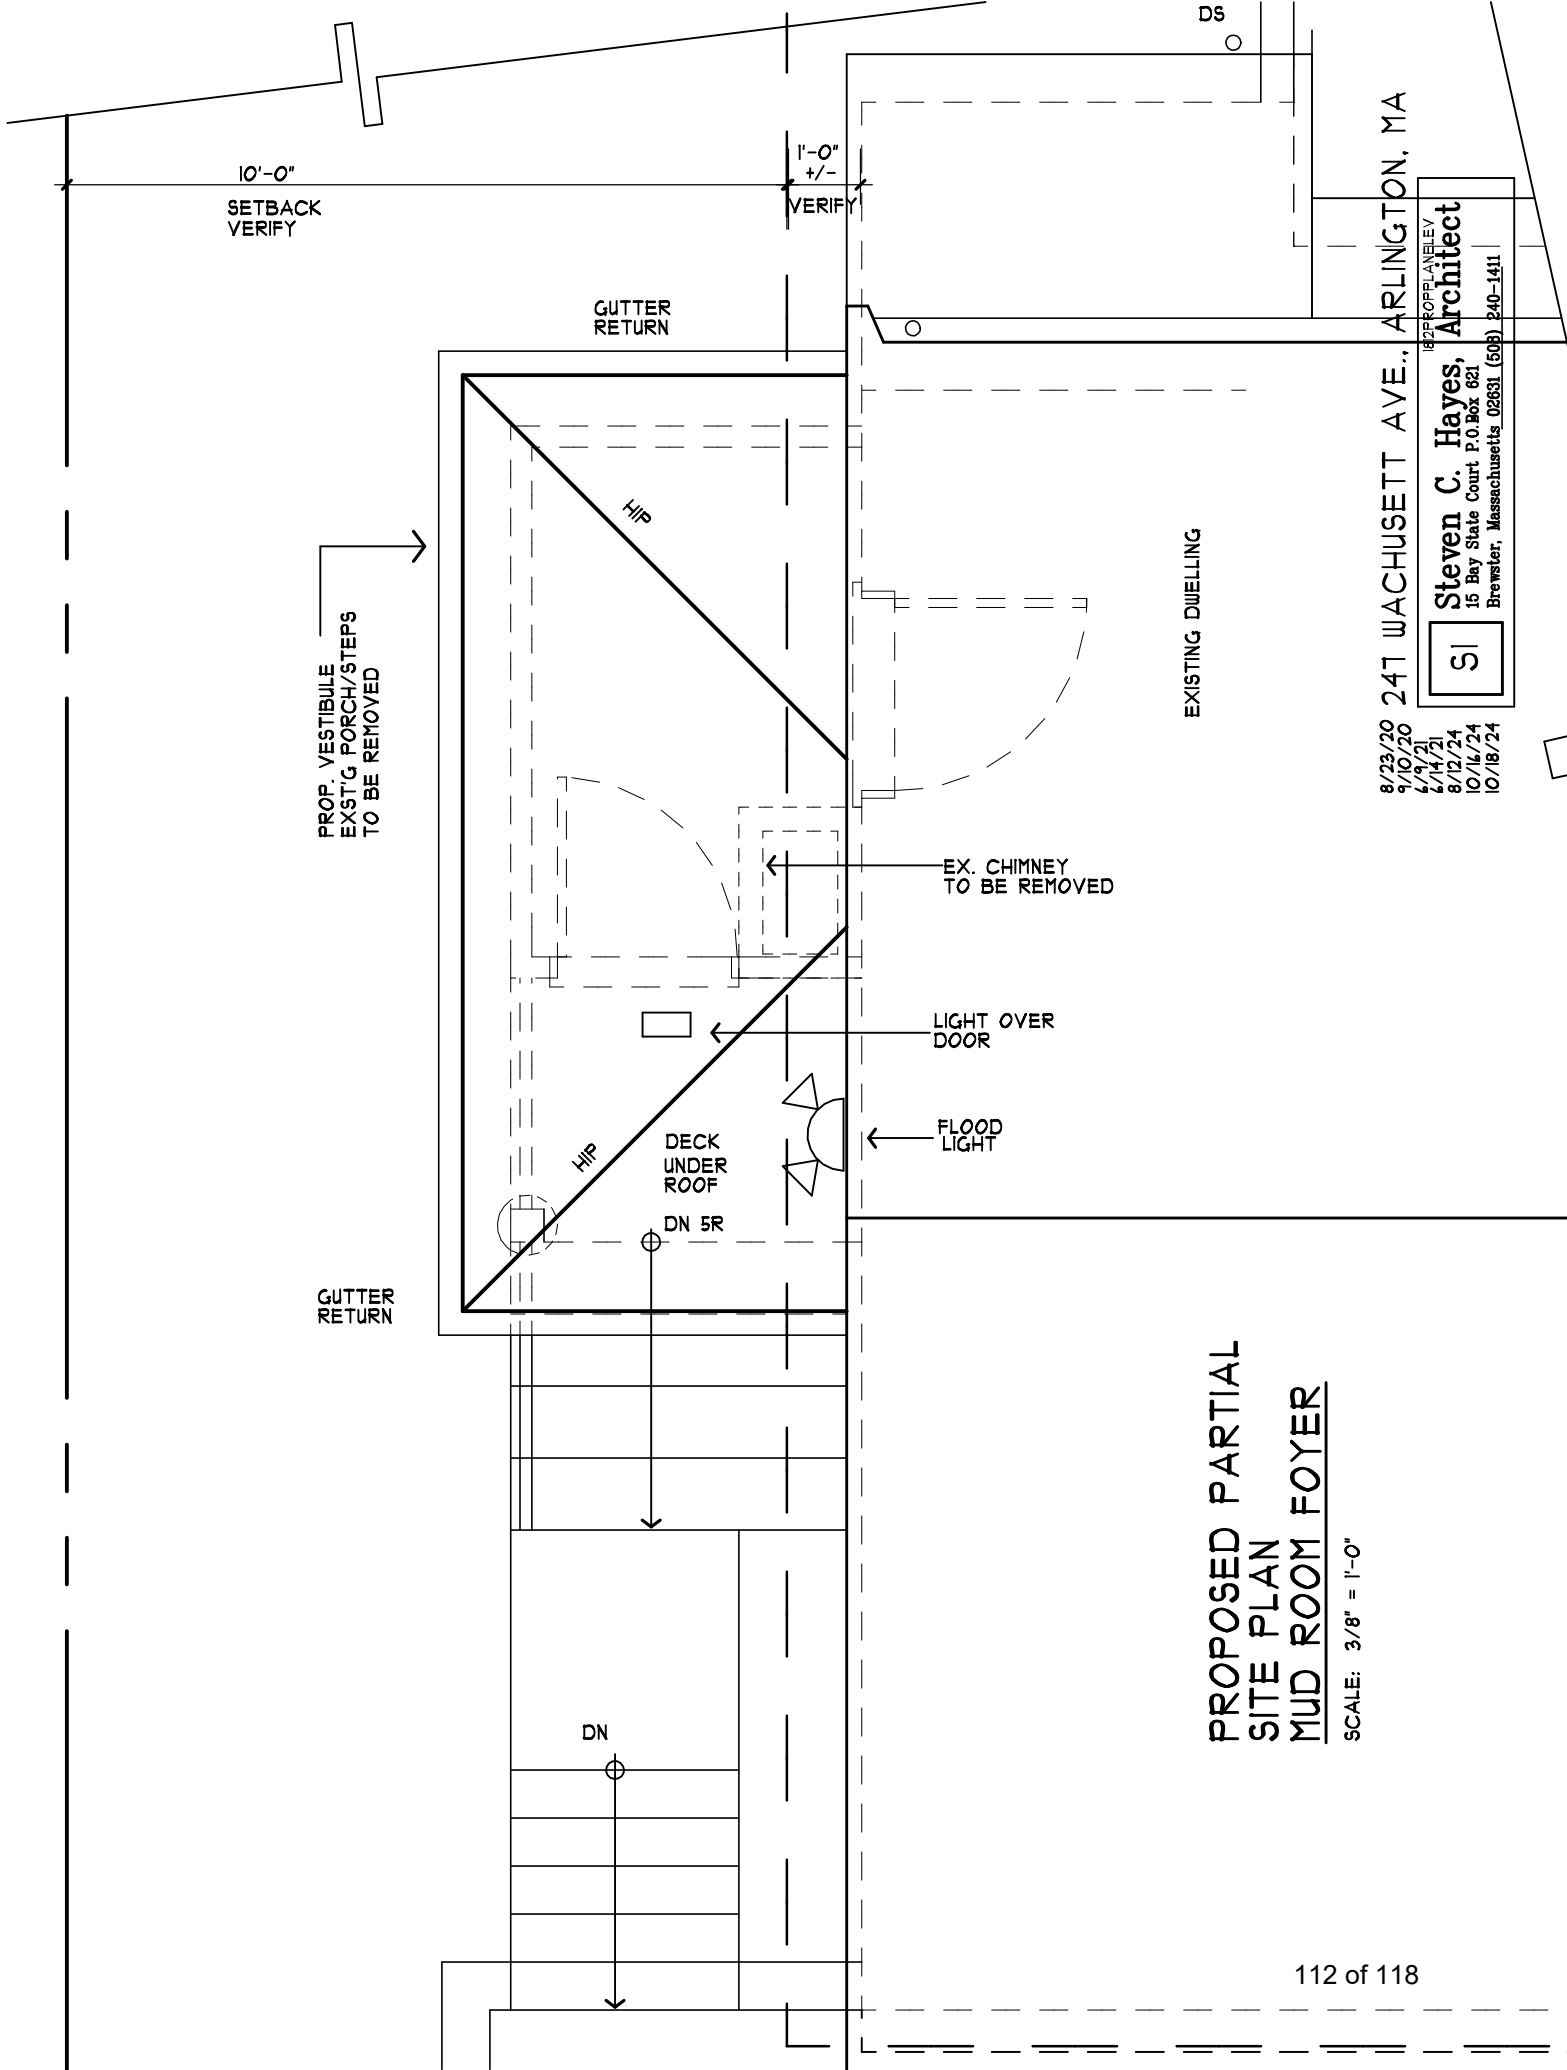 DS
10'-0"
SETBACK
VERIFY
1'-0"
+/-
VERIFY
GUTTER
RETURN
HIP
PROP. VESTIBULE
EXST'G PORCH/STEPS
TO BE REMOVED
EXISTING DWELLING
EX. CHIMNEY
TO BE REMOVED
LIGHT OVER
DOOR
FLOOD
LIGHT
HIP
DECK
UNDER
ROOF
DN 5R
GUTTER
RETURN
DN
PROPOSED PARTIAL
SITE PLAN
MUD ROOM FOYER
SCALE: 3/8" = 1'-0"
247 WACHUSETT AVE., ARLINGTON, MA
1812PROPPLANELEV
Steven C. Hayes, Architect
15 Bay State Court P.O.Box 621
Brewster, Massachusetts 02631 (508) 240-1411
S1
8/23/20
9/10/20
6/9/21
6/14/21
8/12/24
10/16/24
10/18/24
112 of 118